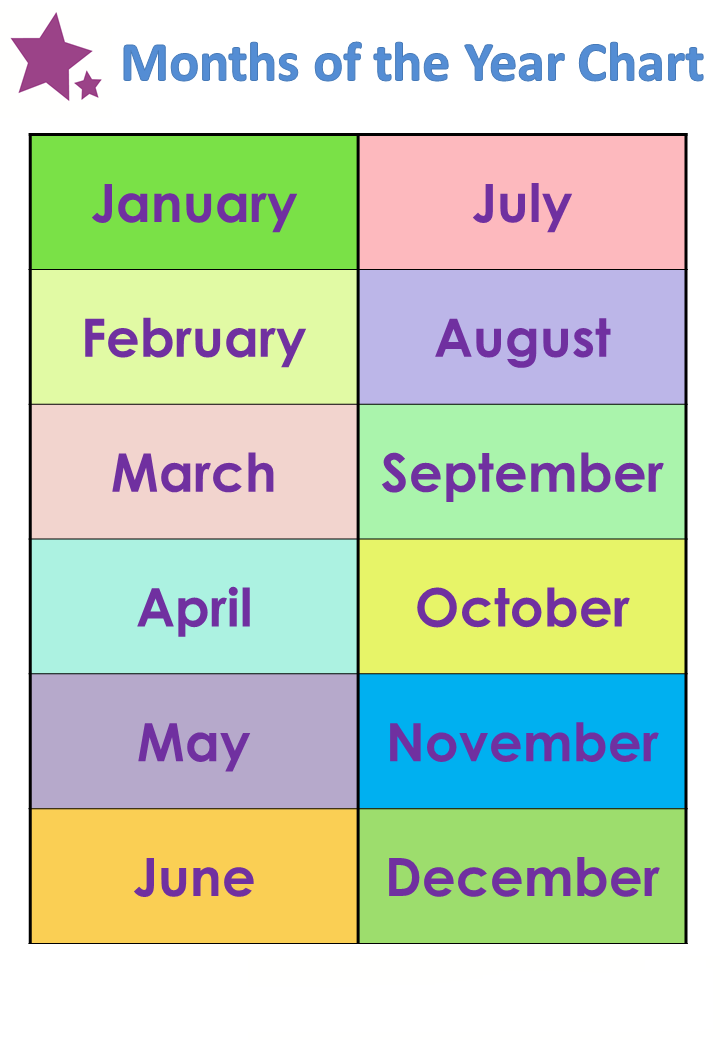 Months of the Year Chart
January
July
February
August
March
September
April
October
May
November
June
December